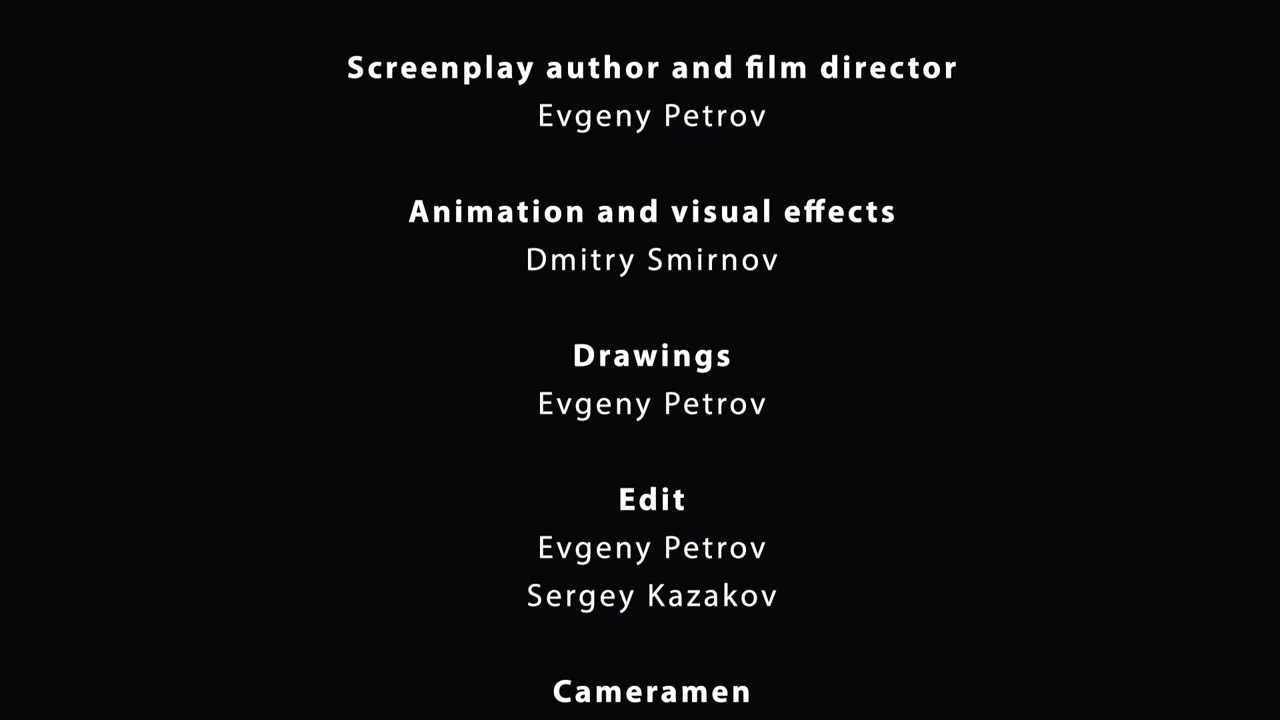 Screenplay author and film director
Evgeny Petrov
Animation and visual effects
Dmitry Smirnov
Drawings
Evgeny Petrov
Edit
Evgeny Petrov
Sergey Kazakov
Cameramen